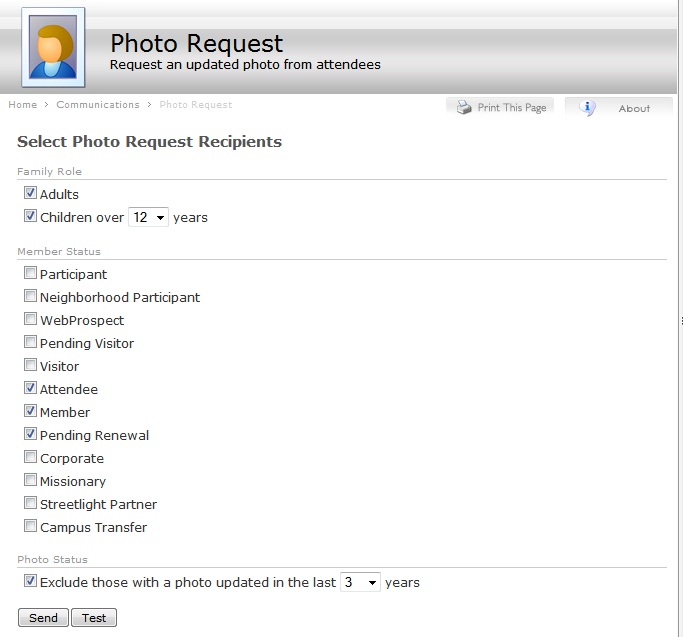 Photo Request
Request an updated photo from attendees
Home > Communications > Photo Request
Print This Page
About
Select Photo Request Recipients
Family Role
Adults
Children over 12 years
Member Status
Participant
Neighborhood Participant
WebProspect
Pending Visitor
Visitor
Attendee
Member
Pending Renewal
Corporate
Missionary
Streetlight Partner
Campus Transfer
Photo Status
Exclude those with a photo updated in the last 3 years
Send Test